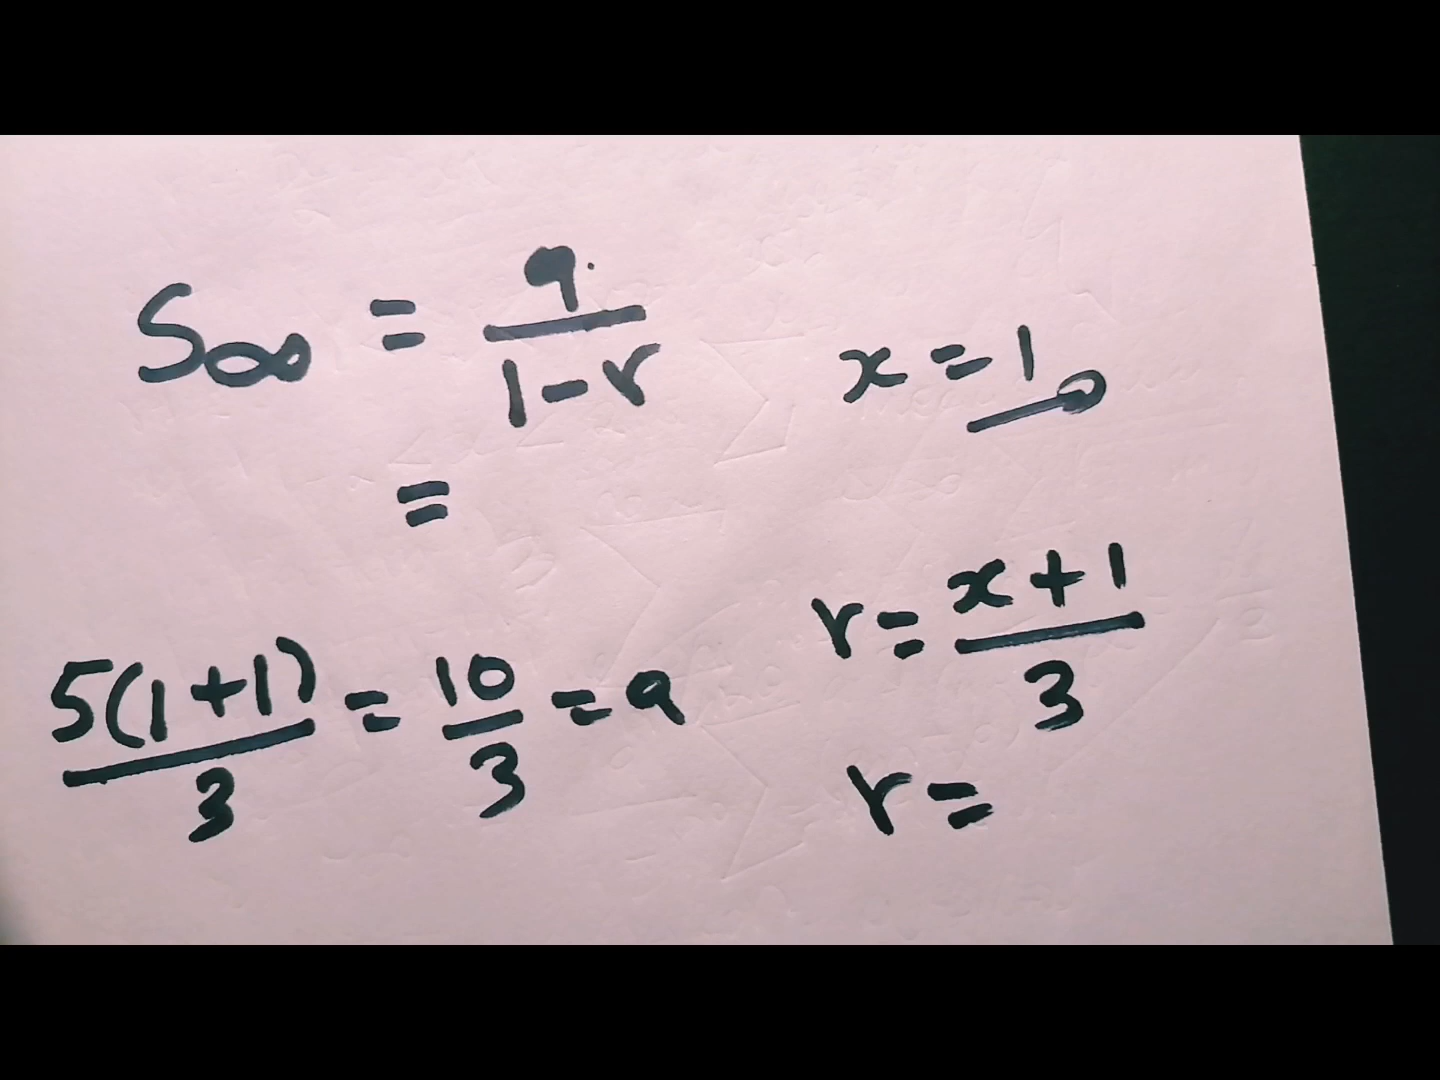 S∞ = a/(1-r)
x = 1
=
r = (x+1)/3
5(1+1)/3 = 10/3 = a
r =